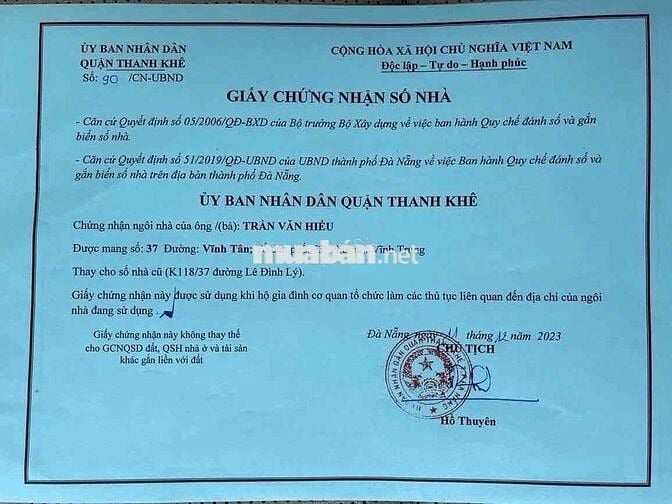 ỦY BAN NHÂN DÂN
QUẬN THANH KHÊ
Số: 90 /CN-UBND
CỘNG HÒA XÃ HỘI CHỦ NGHĨA VIỆT NAM
Độc lập – Tự do – Hạnh phúc
GIẤY CHỨNG NHẬN SỐ NHÀ
- Căn cứ Quyết định số 05/2006/QĐ-BXD của Bộ trưởng Bộ Xây dựng về việc ban hành Quy chế đánh số và gắn
biển số nhà.
- Căn cứ Quyết định số 51/2019/QĐ-UBND của UBND thành phố Đà Nẵng về việc Ban hành Quy chế đánh số và
gắn biển số nhà trên địa bàn thành phố Đà Nẵng.
ỦY BAN NHÂN DÂN QUẬN THANH KHÊ
Chứng nhận ngôi nhà của ông /(bà): TRẦN VĂN HIẾU
Được mang số: 37 Đường: Vĩnh Tân; Vĩnh Trung
muaban.net
Thay cho số nhà cũ (K118/37 đường Lê Đình Lý).
Giấy chứng nhận này được sử dụng khi hộ gia đình cơ quan tổ chức làm các thủ tục liên quan đến địa chỉ của ngôi
nhà đang sử dụng .
Giấy chứng nhận này không thay thế
cho GCNQSD đất, QSH nhà ở và tài sản
khác gắn liền với đất
Đà Nẵng, 11 tháng 12 năm 2023
CHỦ TỊCH
Hồ Thuyên